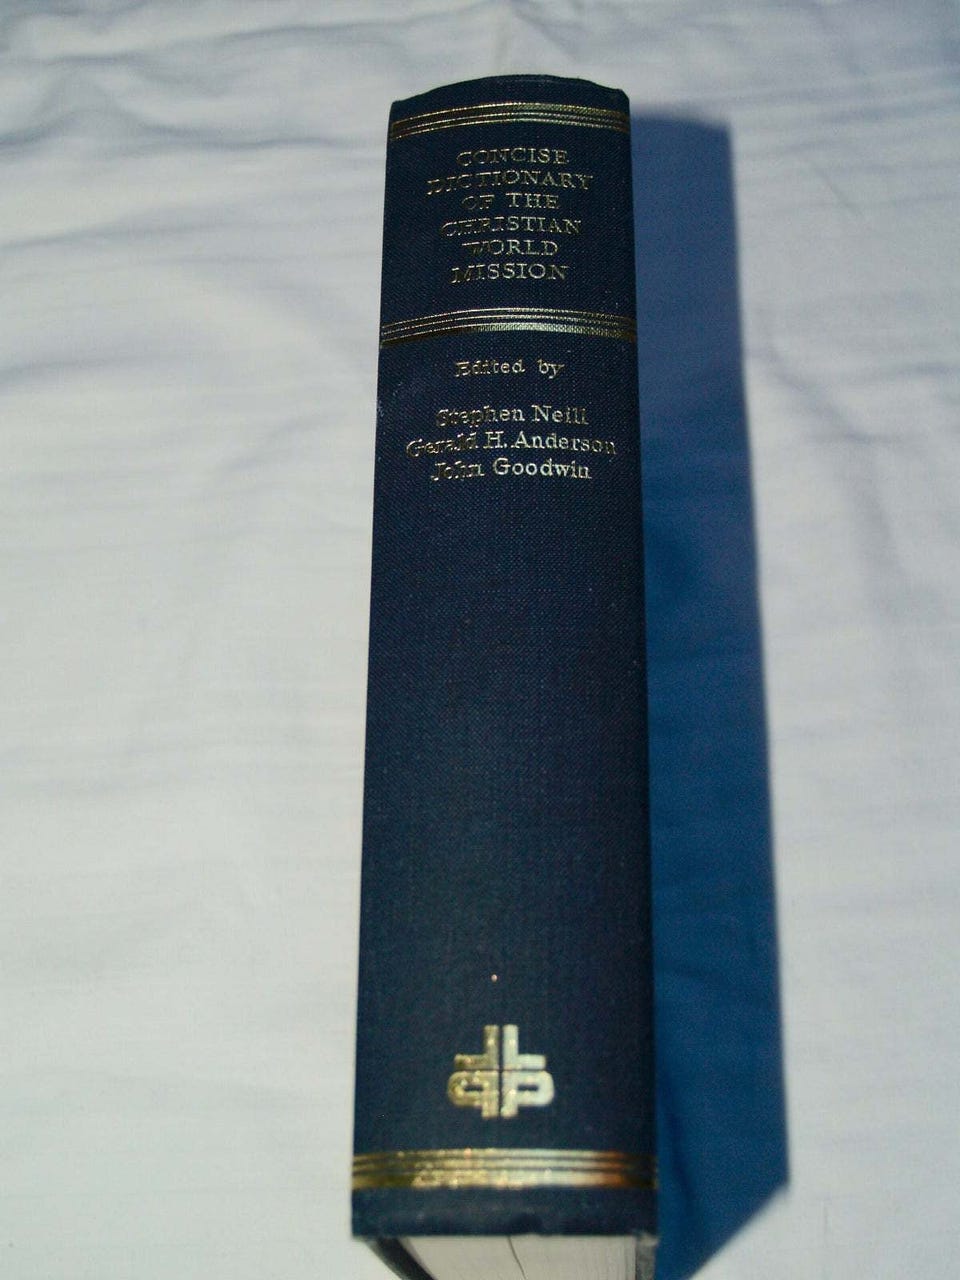 CONCISE
DICTIONARY
OF THE
CHRISTIAN
WORLD
MISSION
Edited by
Stephen Neill
Gerald H. Anderson
John Goodwin